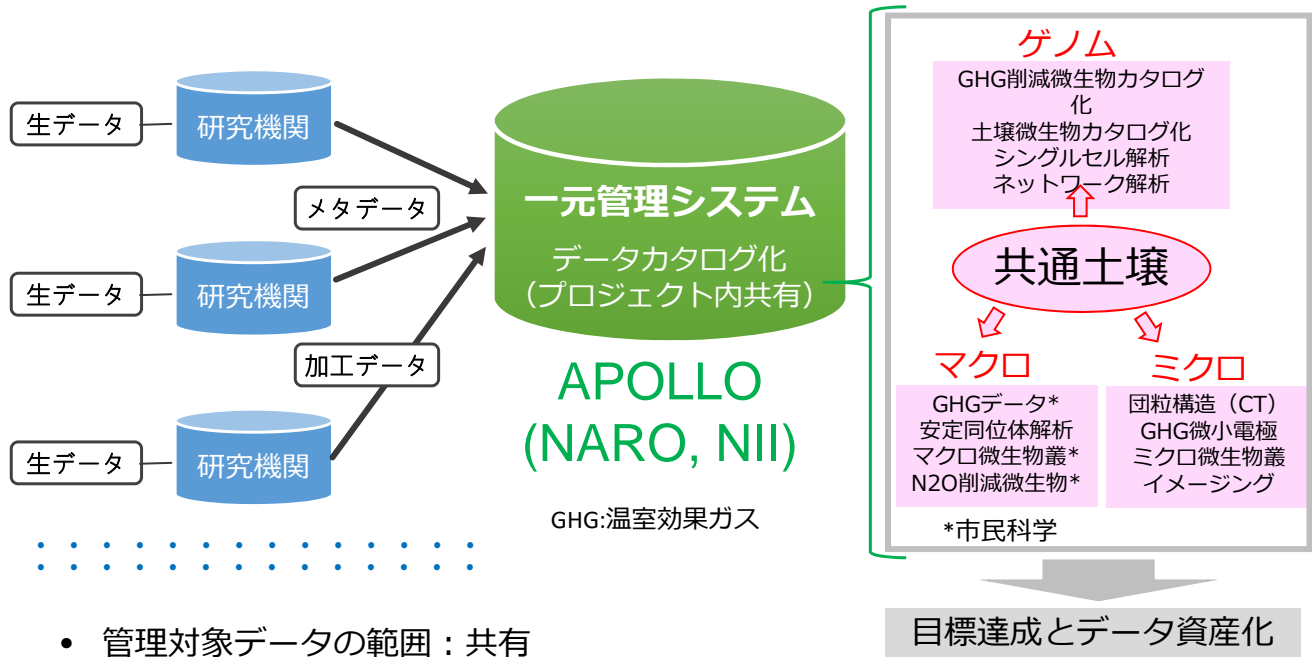 生データ
研究機関
メタデータ
生データ
研究機関
加工データ
生データ
研究機関
一元管理システム
データカタログ化
（プロジェクト内共有）
APOLLO
(NARO, NII)
GHG:温室効果ガス
ゲノム
GHG削減微生物カタログ
化
土壌微生物カタログ化
シングルセル解析
ネットワーク解析
共通土壌
マクロ
GHGデータ*
安定同位体解析
マクロ微生物叢*
N2O削減微生物*
ミクロ
団粒構造（CT）
GHG微小電極
ミクロ微生物叢
イメージング
*市民科学
目標達成とデータ資産化
• 管理対象データの範囲：共有